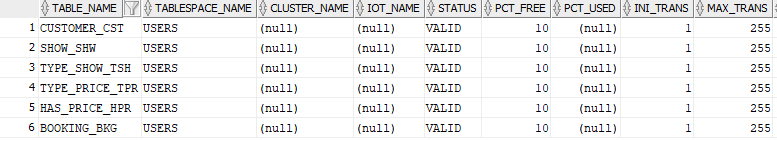 TABLE_NAME TABLESPACE_NAME CLUSTER_NAME IOT_NAME STATUS PCT_FREE PCT_USED INI_TRANS MAX_TRANS
1 CUSTOMER_CST USERS (null) (null) VALID 10 (null) 1 255
2 SHOW_SHW USERS (null) (null) VALID 10 (null) 1 255
3 TYPE_SHOW_TSH USERS (null) (null) VALID 10 (null) 1 255
4 TYPE_PRICE_TPR USERS (null) (null) VALID 10 (null) 1 255
5 HAS_PRICE_HPR USERS (null) (null) VALID 10 (null) 1 255
6 BOOKING_BKG USERS (null) (null) VALID 10 (null) 1 255